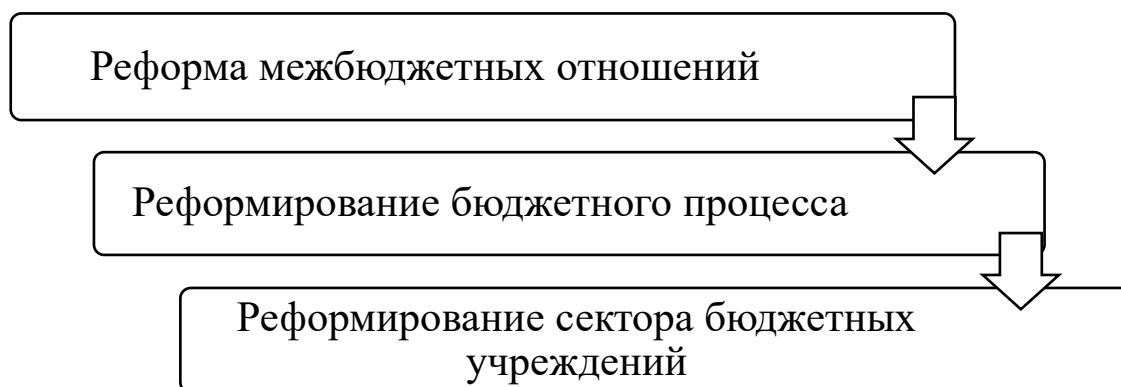 Реформа межбюджетных отношений
Реформирование бюджетного процесса
Реформирование сектора бюджетных
учреждений